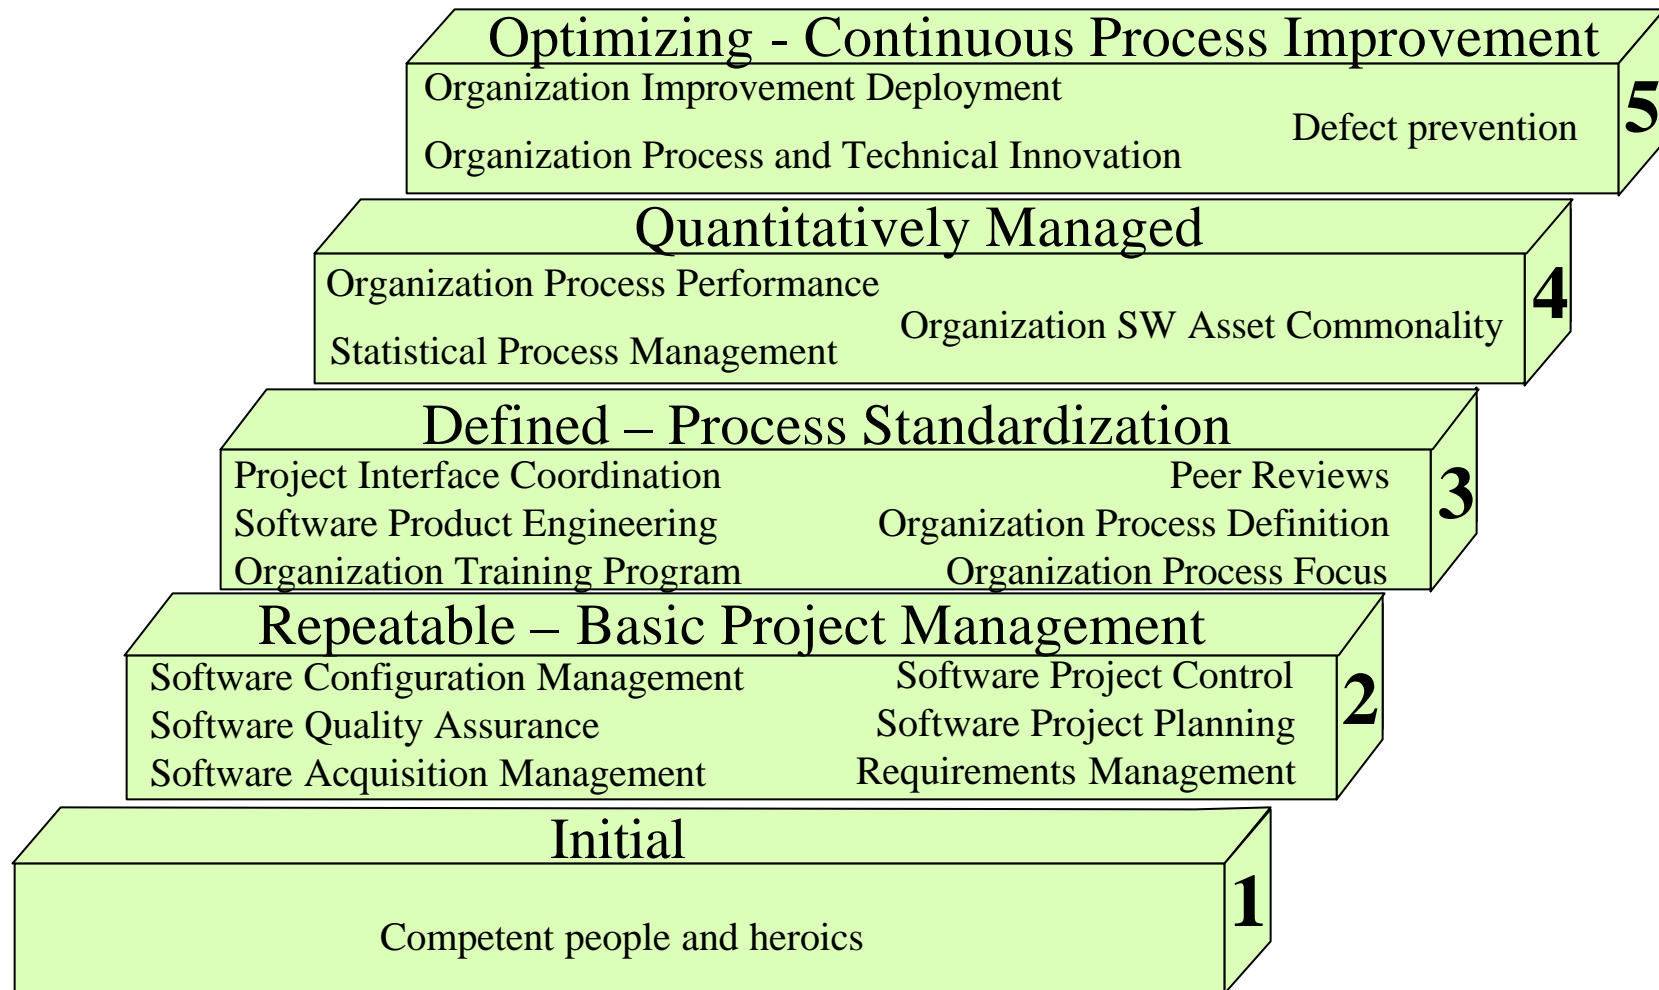 Optimizing - Continuous Process Improvement
Organization Improvement Deployment
Defect prevention
Organization Process and Technical Innovation
5
Quantitatively Managed
Organization Process Performance
Organization SW Asset Commonality
Statistical Process Management
4
Defined – Process Standardization
Project Interface Coordination
Peer Reviews
Software Product Engineering
Organization Process Definition
Organization Training Program
Organization Process Focus
3
Repeatable – Basic Project Management
Software Configuration Management
Software Project Control
Software Quality Assurance
Software Project Planning
Software Acquisition Management
Requirements Management
2
Initial
Competent people and heroics
1